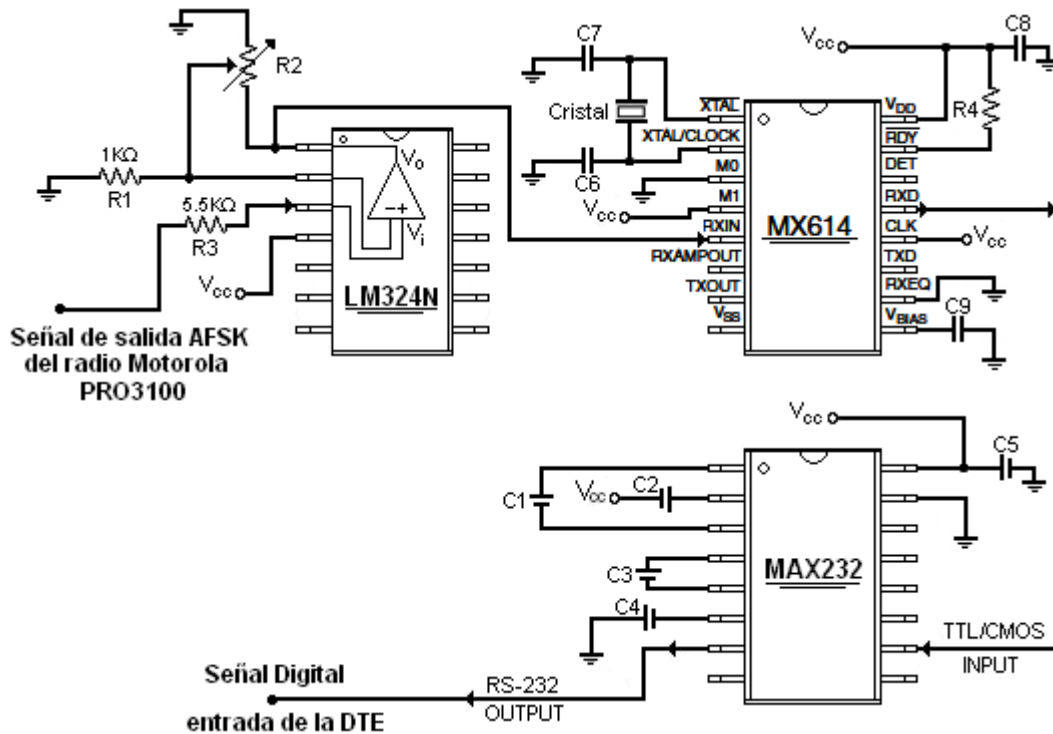 R2
1KΩ
R1
5.5KΩ
R3
Vcc
Vo
Vi
-+
LM324N
Señal de salida AFSK
del radio Motorola
PRO3100
C7
Cristal
C6
Vcc
XTAL
XTAL/CLOCK
M0
M1
RXIN
RXAMPOUT
TXOUT
VSS
MX614
Vcc
C8
R4
VDD
RDY
DET
RXD
CLK
Vcc
TXD
RXEQ
VBIAS
C9
Vcc
C5
C1
Vcc
C2
C3
C4
MAX232
TTL/CMOS
INPUT
RS-232
OUTPUT
Señal Digital
entrada de la DTE